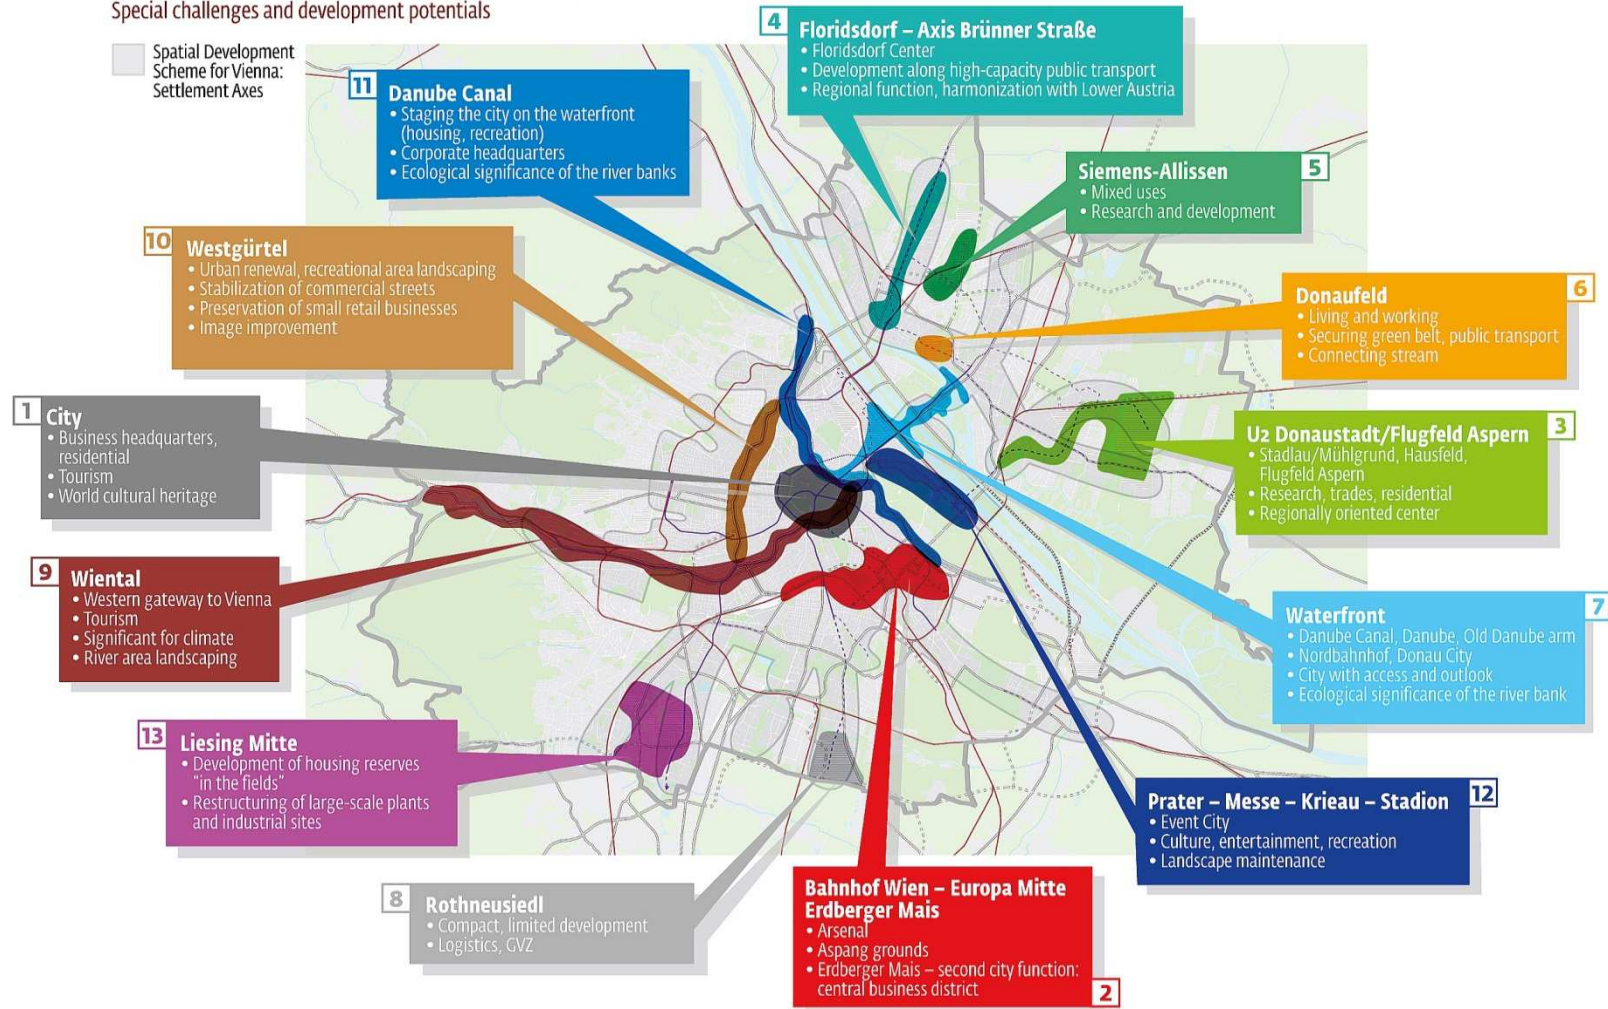 Special challenges and development potentials
Spatial Development
Scheme for Vienna:
Settlement Axes
4
Floridsdorf – Axis Brünner Straße
• Floridsdorf Center
• Development along high-capacity public transport
• Regional function, harmonization with Lower Austria
11
Danube Canal
• Staging the city on the waterfront
(housing, recreation)
• Corporate headquarters
• Ecological significance of the river banks
5
Siemens-Allissen
• Mixed uses
• Research and development
10
Westgürtel
• Urban renewal, recreational area landscaping
• Stabilization of commercial streets
• Preservation of small retail businesses
• Image improvement
6
Donaufeld
• Living and working
• Securing green belt, public transport
• Connecting stream
1
City
• Business headquarters,
residential
• Tourism
• World cultural heritage
3
U2 Donaustadt/Flugfeld Aspern
• Stadlau/Mühlgrund, Hausfeld,
Flugfeld Aspern
• Research, trades, residential
• Regionally oriented center
9
Wiental
• Western gateway to Vienna
• Tourism
• Significant for climate
• River area landscaping
7
Waterfront
• Danube Canal, Danube, Old Danube arm
• Nordbahnhof, Donau City
• City with access and outlook
• Ecological significance of the river bank
13
Liesing Mitte
• Development of housing reserves
"in the fields"
• Restructuring of large-scale plants
and industrial sites
12
Prater – Messe – Krieau – Stadion
• Event City
• Culture, entertainment, recreation
• Landscape maintenance
8
Rothneusiedl
• Compact, limited development
• Logistics, GVZ
Bahnhof Wien – Europa Mitte
Erdberger Mais
• Arsenal
• Aspang grounds
• Erdberger Mais – second city function:
central business district
2